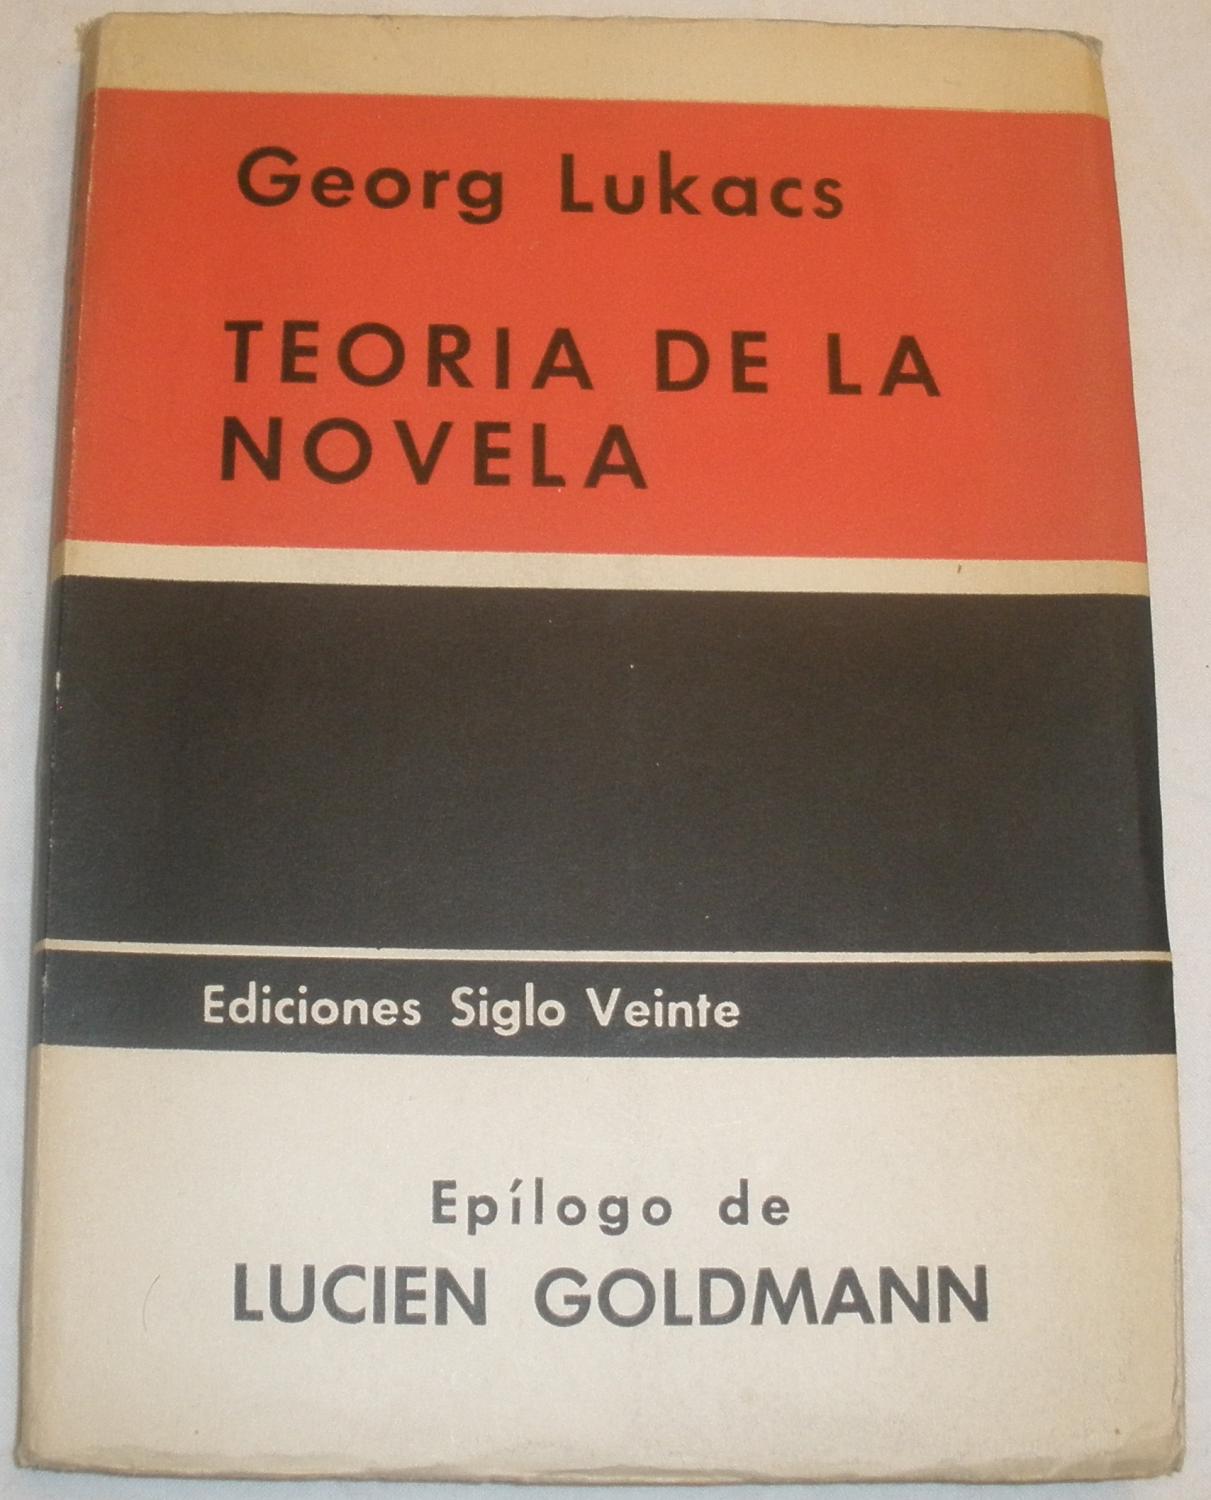 Georg Lukacs
TEORIA DE LA
NOVELA
Ediciones Siglo Veinte
Epílogo de
LUCIEN GOLDMANN